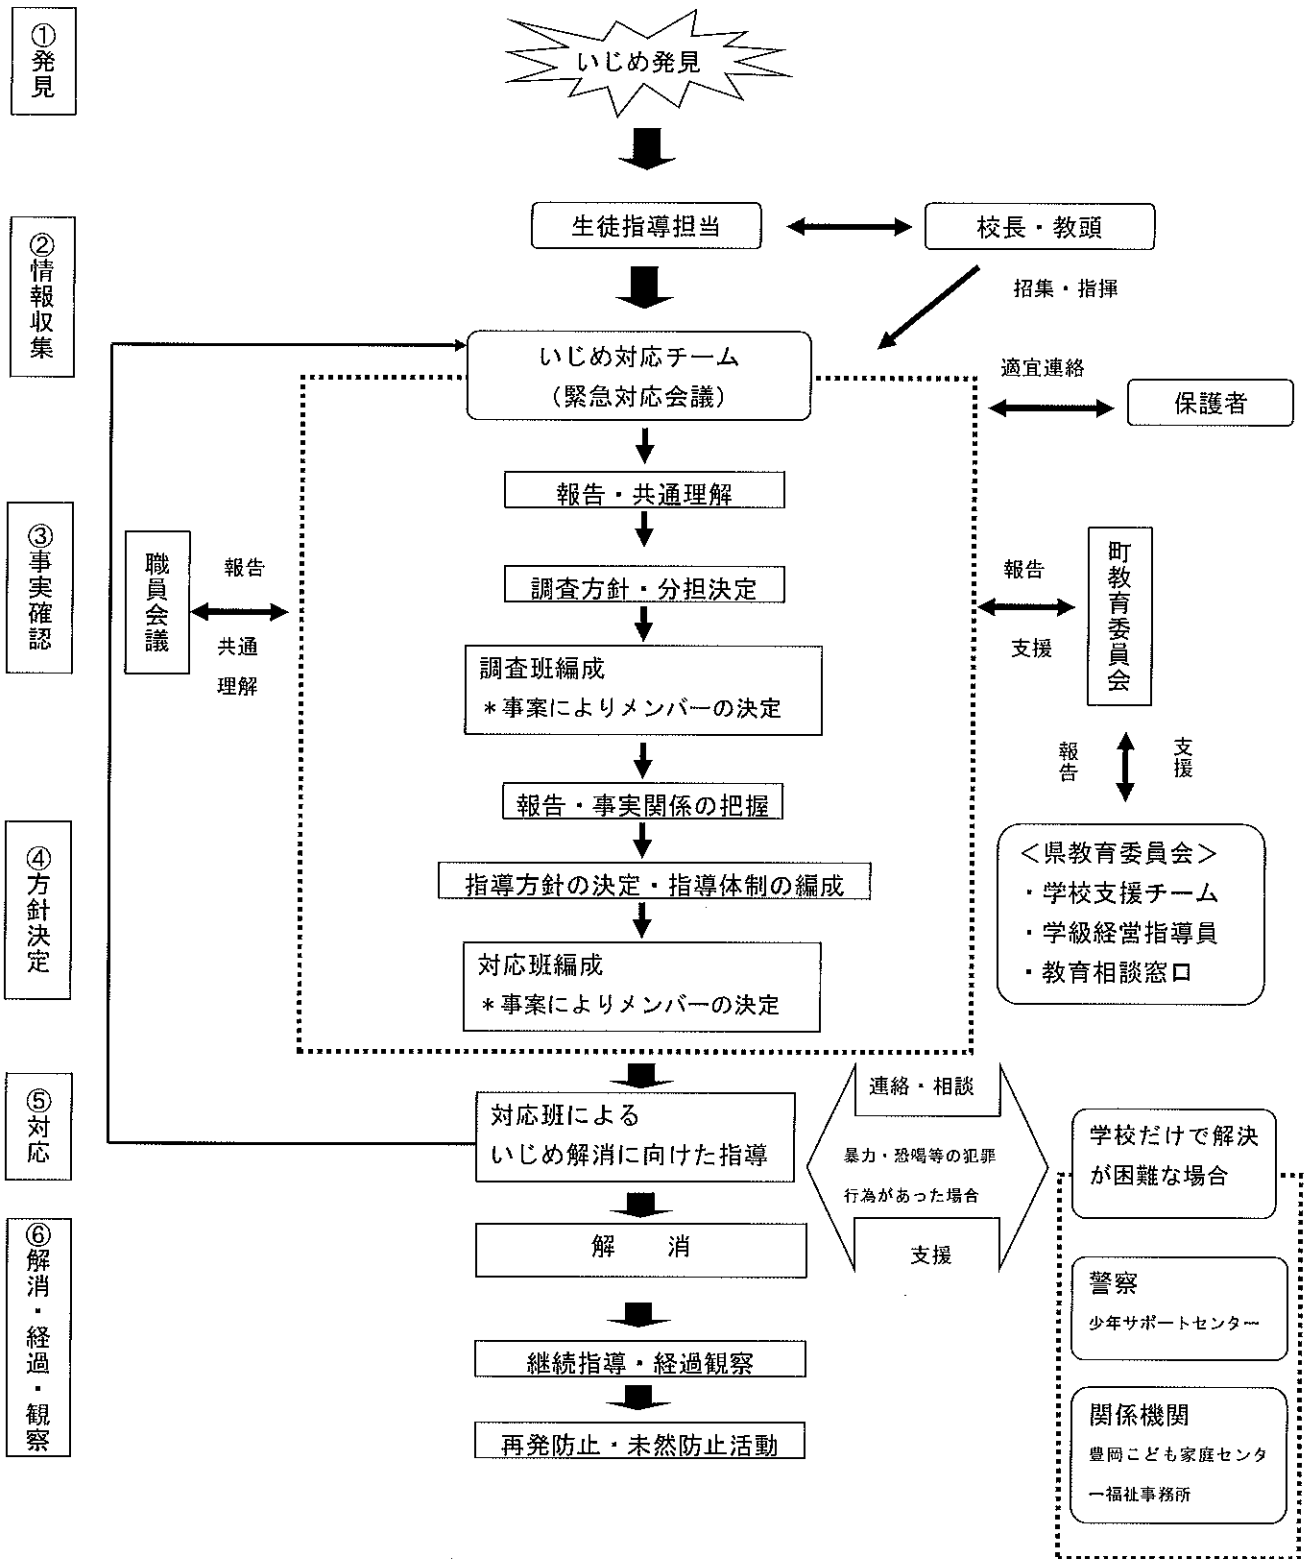 ①発見
いじめ発見
②情報収集
生徒指導担当
校長・教頭
招集・指揮
いじめ対応チーム
（緊急対応会議）
適宜連絡
保護者
報告・共通理解
③事実確認
職員会議
報告
共通
理解
調査方針・分担決定
報告
支援
町教育委員会
調査班編成
＊事案によりメンバーの決定
報告
支援
報告・事実関係の把握
④方針決定
指導方針の決定・指導体制の編成
＜県教育委員会＞
・学校支援チーム
・学級経営指導員
・教育相談窓口
対応班編成
＊事案によりメンバーの決定
⑤対応
対応班による
いじめ解消に向けた指導
連絡・相談
暴力・恐喝等の犯罪
行為があった場合
支援
学校だけで解決
が困難な場合
⑥解消・経過・観察
解　消
警察
少年サポートセンター
継続指導・経過観察
関係機関
豊岡こども家庭センタ
ー福祉事務所
再発防止・未然防止活動